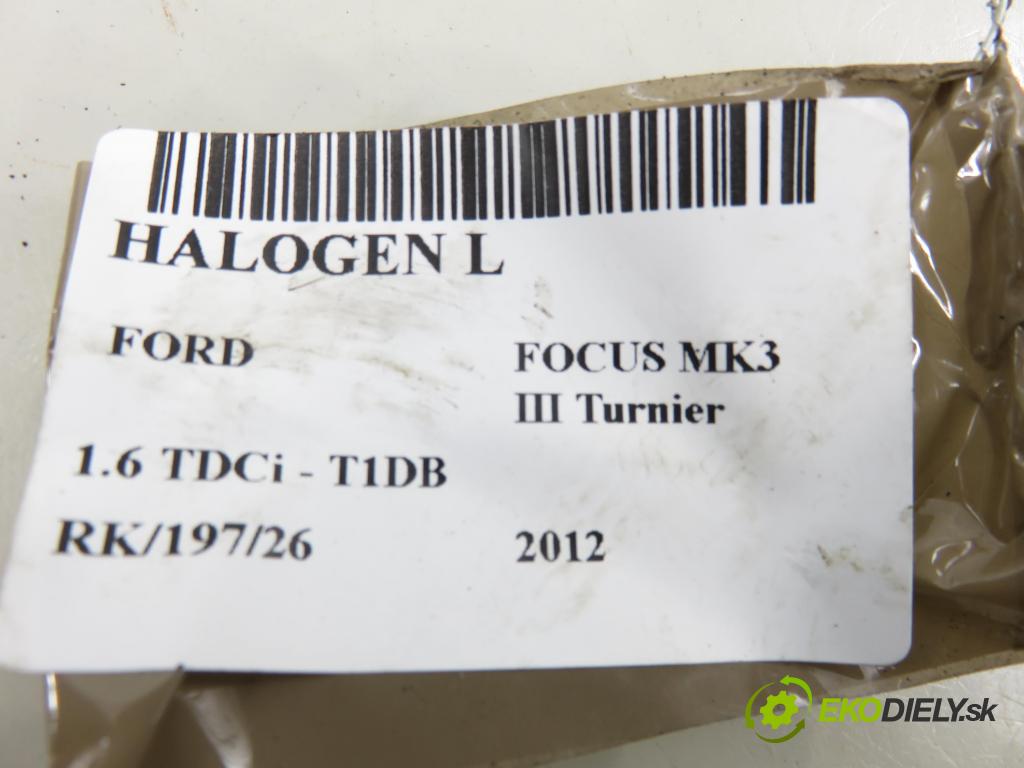 HALOGEN L
FORD FOCUS MK3
III Turnier
1.6 TDCi - T1DB
RK/197/26 2012
EKODIELY.sk